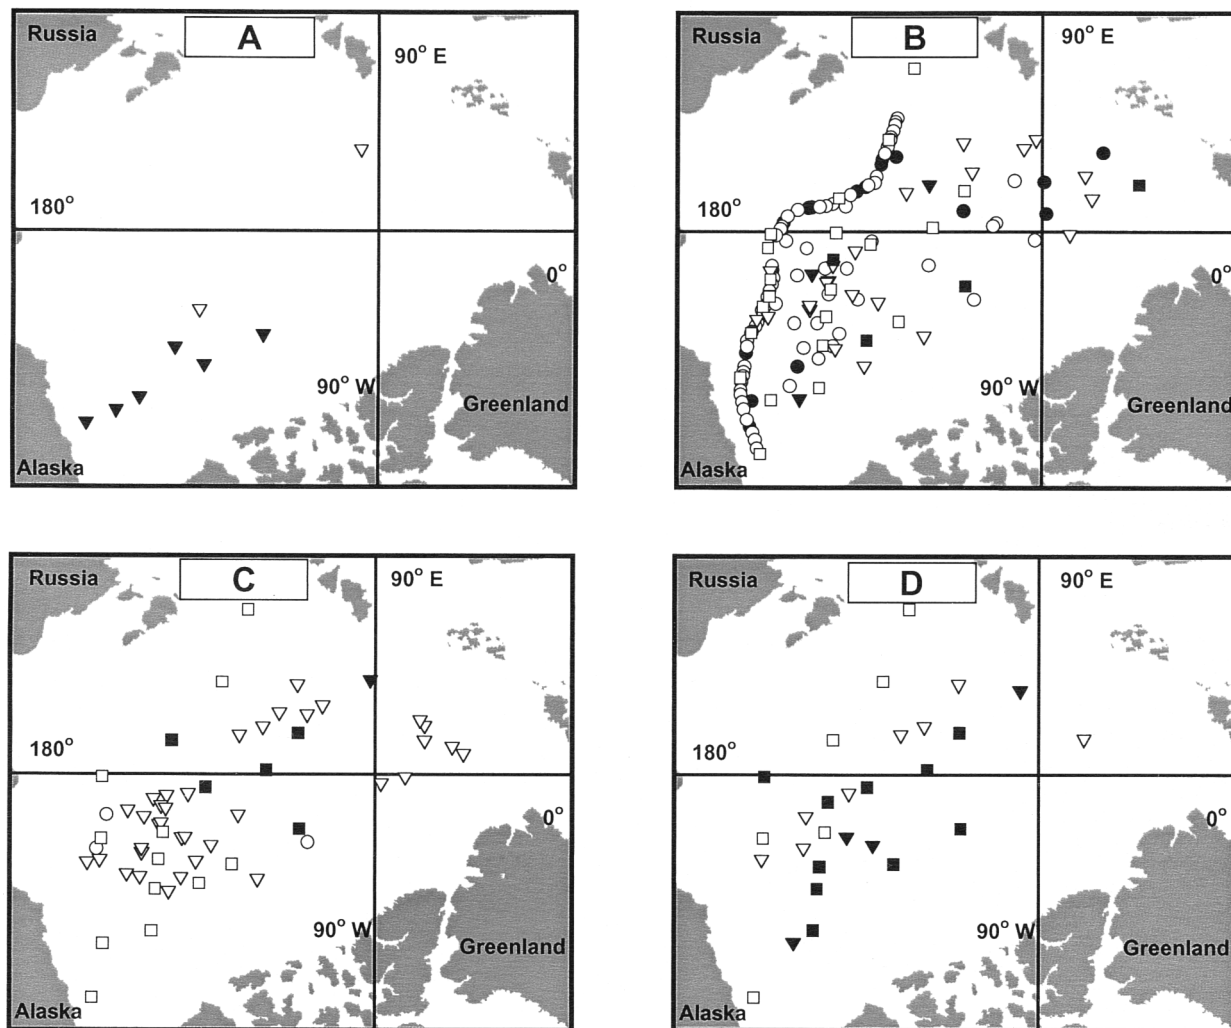 Russia
A
90° E
180°
0°
90° W
Greenland
Alaska
Russia
B
90° E
180°
0°
90° W
Greenland
Alaska
Russia
C
90° E
180°
0°
90° W
Greenland
Alaska
Russia
D
90° E
180°
0°
90° W
Greenland
Alaska